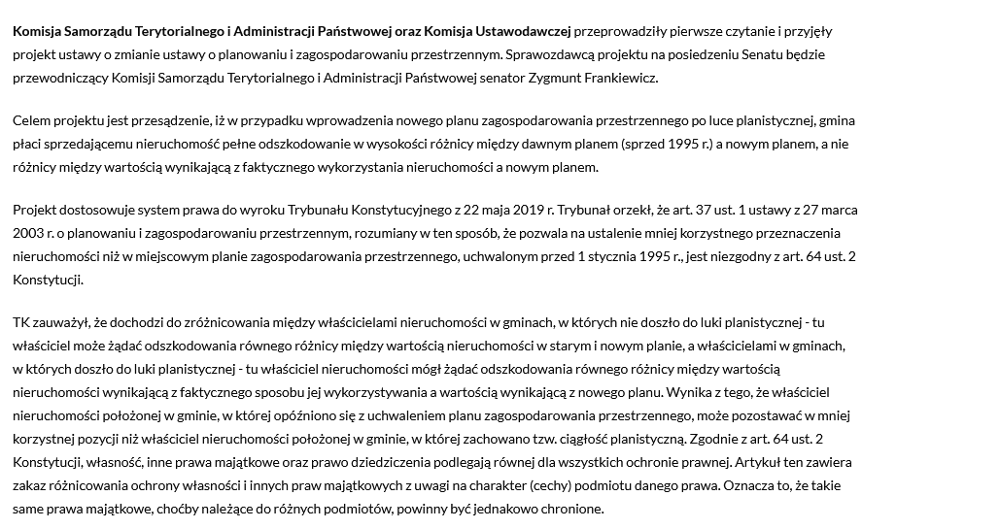 Komisja Samorządu Terytorialnego i Administracji Państwowej oraz Komisja Ustawodawczej przeprowadziły pierwsze czytanie i przyjęły
projekt ustawy o zmianie ustawy o planowaniu i zagospodarowaniu przestrzennym. Sprawozdawcą projektu na posiedzeniu Senatu będzie
przewodniczący Komisji Samorządu Terytorialnego i Administracji Państwowej senator Zygmunt Frankiewicz.
Celem projektu jest przesądzenie, iż w przypadku wprowadzenia nowego planu zagospodarowania przestrzennego po luce planistycznej, gmina
płaci sprzedającemu nieruchomość pełne odszkodowanie w wysokości różnicy między dawnym planem (sprzed 1995 r.) a nowym planem, a nie
różnicy między wartością wynikającą z faktycznego wykorzystania nieruchomości a nowym planem.
Projekt dostosowuje system prawa do wyroku Trybunału Konstytucyjnego z 22 maja 2019 r. Trybunał orzekł, że art. 37 ust. 1 ustawy z 27 marca
2003 r. o planowaniu i zagospodarowaniu przestrzennym, rozumiany w ten sposób, że pozwala na ustalenie mniej korzystnego przeznaczenia
nieruchomości niż w miejscowym planie zagospodarowania przestrzennego, uchwalonym przed 1 stycznia 1995 r., jest niezgodny z art. 64 ust. 2
Konstytucji.
TK zauważył, że dochodzi do zróżnicowania między właścicielami nieruchomości w gminach, w których nie doszło do luki planistycznej - tu
właściciel może żądać odszkodowania równego różnicy między wartością nieruchomości w starym i nowym planie, a właścicielami w gminach,
w których doszło do luki planistycznej - tu właściciel nieruchomości mógł żądać odszkodowania równego różnicy między wartością
nieruchomości wynikającą z faktycznego sposobu jej wykorzystywania a wartością wynikającą z nowego planu. Wynika z tego, że właściciel
nieruchomości położonej w gminie, w której opóźniono się z uchwaleniem planu zagospodarowania przestrzennego, może pozostawać w mniej
korzystnej pozycji niż właściciel nieruchomości położonej w gminie, w której zachowano tzw. ciągłość planistyczną. Zgodnie z art. 64 ust. 2
Konstytucji, własność, inne prawa majątkowe oraz prawo dziedziczenia podlegają równej dla wszystkich ochronie prawnej. Artykuł ten zawiera
zakaz różnicowania ochrony własności i innych praw majątkowych z uwagi na charakter (cechy) podmiotu danego prawa. Oznacza to, że takie
same prawa majątkowe, choćby należące do różnych podmiotów, powinny być jednakowo chronione.